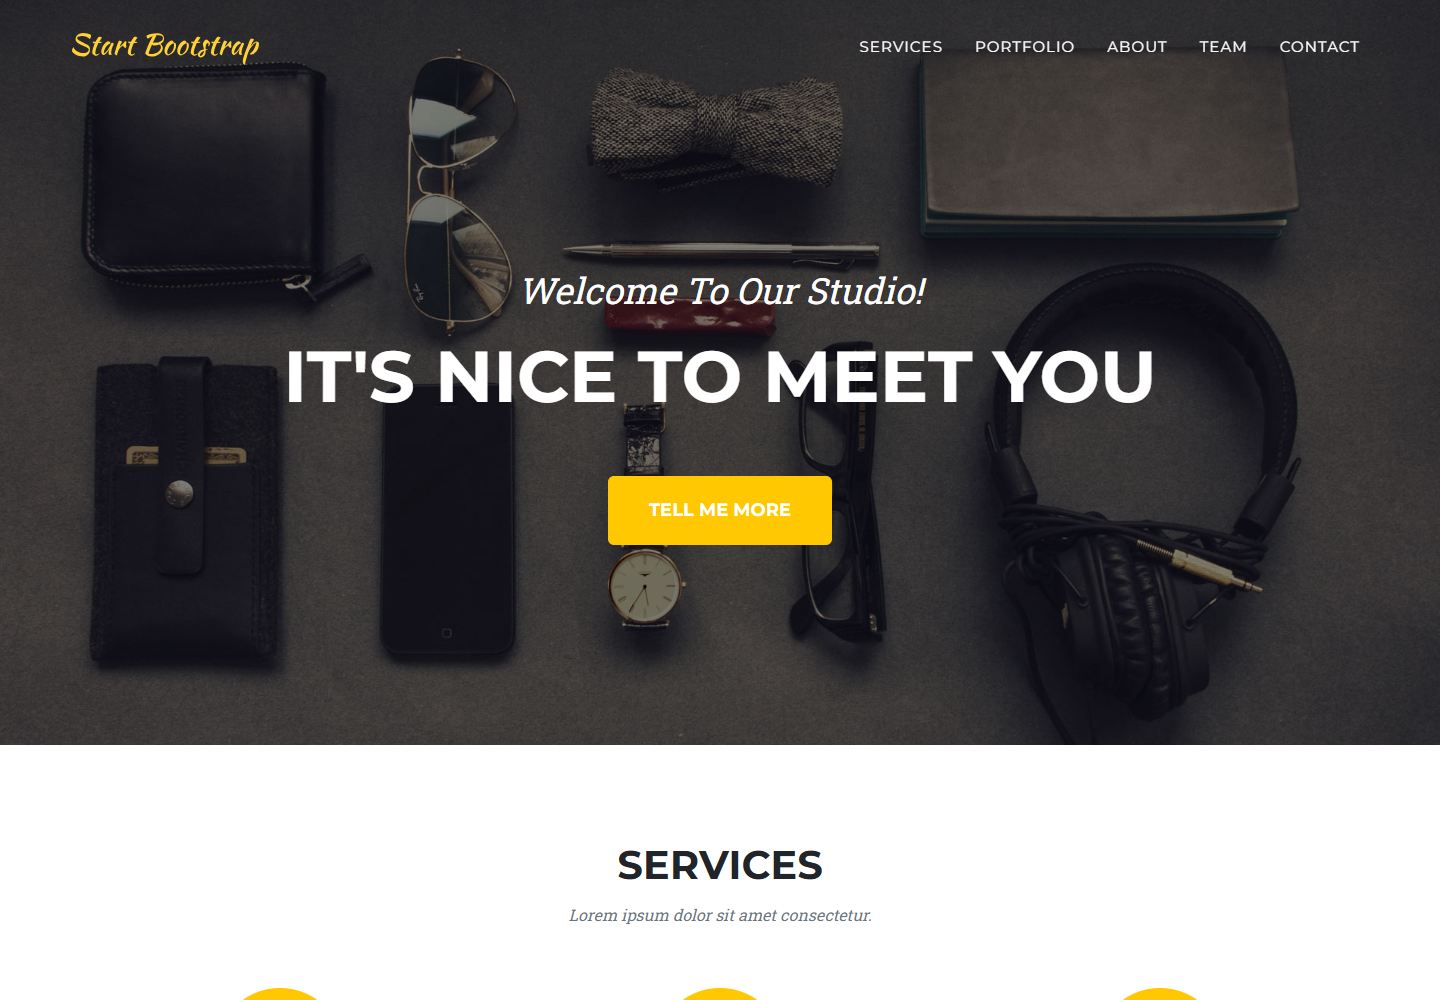 Start Bootstrap
SERVICES PORTFOLIO ABOUT TEAM CONTACT
Welcome To Our Studio!
IT'S NICE TO MEET YOU
TELL ME MORE
SERVICES
Lorem ipsum dolor sit amet consectetur.